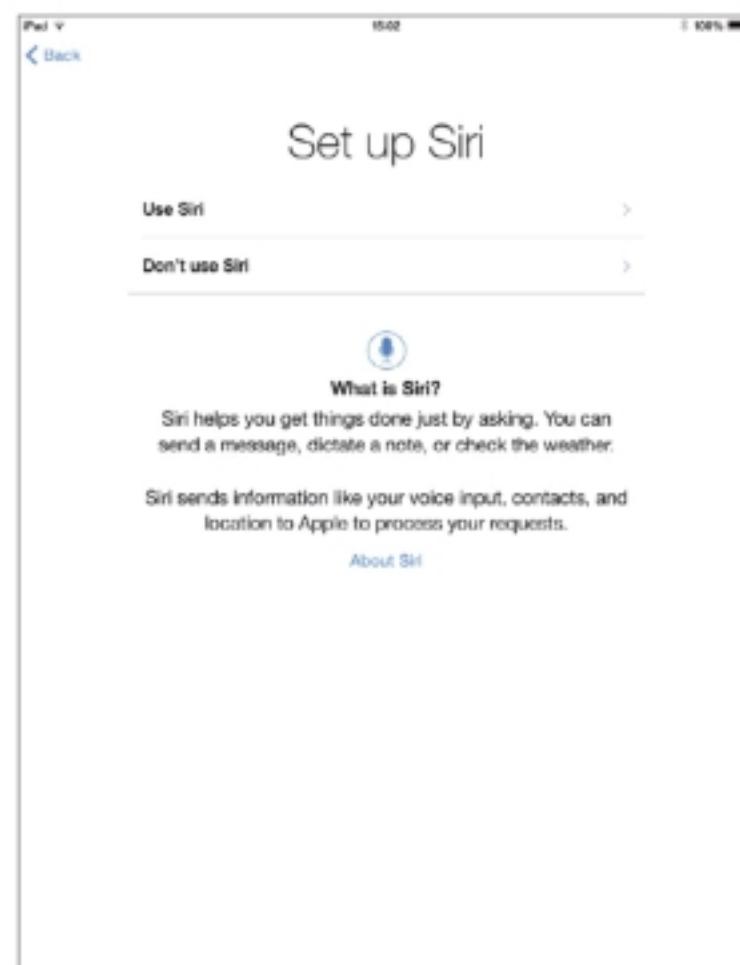 iPad
15:02
100%
Back
Set up Siri
Use Siri
Don't use Siri
What is Siri?
Siri helps you get things done just by asking. You can
send a message, dictate a note, or check the weather.
Siri sends information like your voice input, contacts, and
location to Apple to process your requests.
About Siri